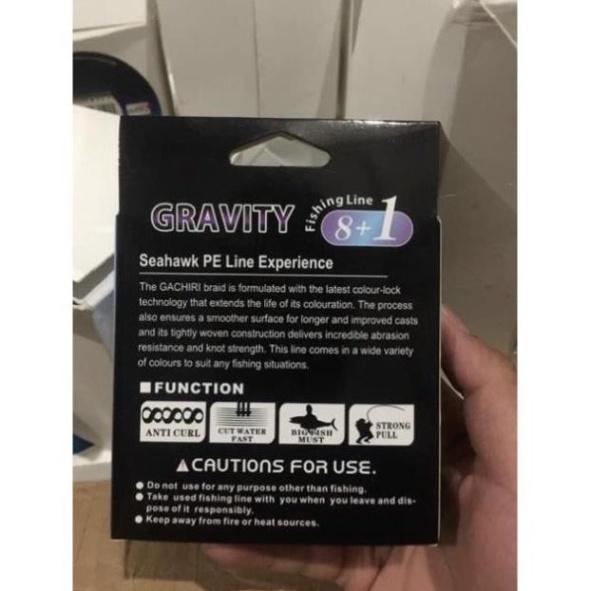 GRAVITY
Fishing Line
8+1
Seahawk PE Line Experience
The GACHIRI braid is formulated with the latest colour-lock
technology that extends the life of its colouration. The process
also ensures a smoother surface for longer and improved casts
and its tightly woven construction delivers incredible abrasion
resistance and knot strength. This line comes in a wide variety
of colours to suit any fishing situations.
FUNCTION
ANTI CURL
CUT WATER
FAST
BIG FISH
MUST
STRONG
PULL
CAUTIONS FOR USE.
Do not use for any purpose other than fishing.
Take used fishing line with you when you leave and dis-
pose of it responsibly.
Keep away from fire or heat sources.